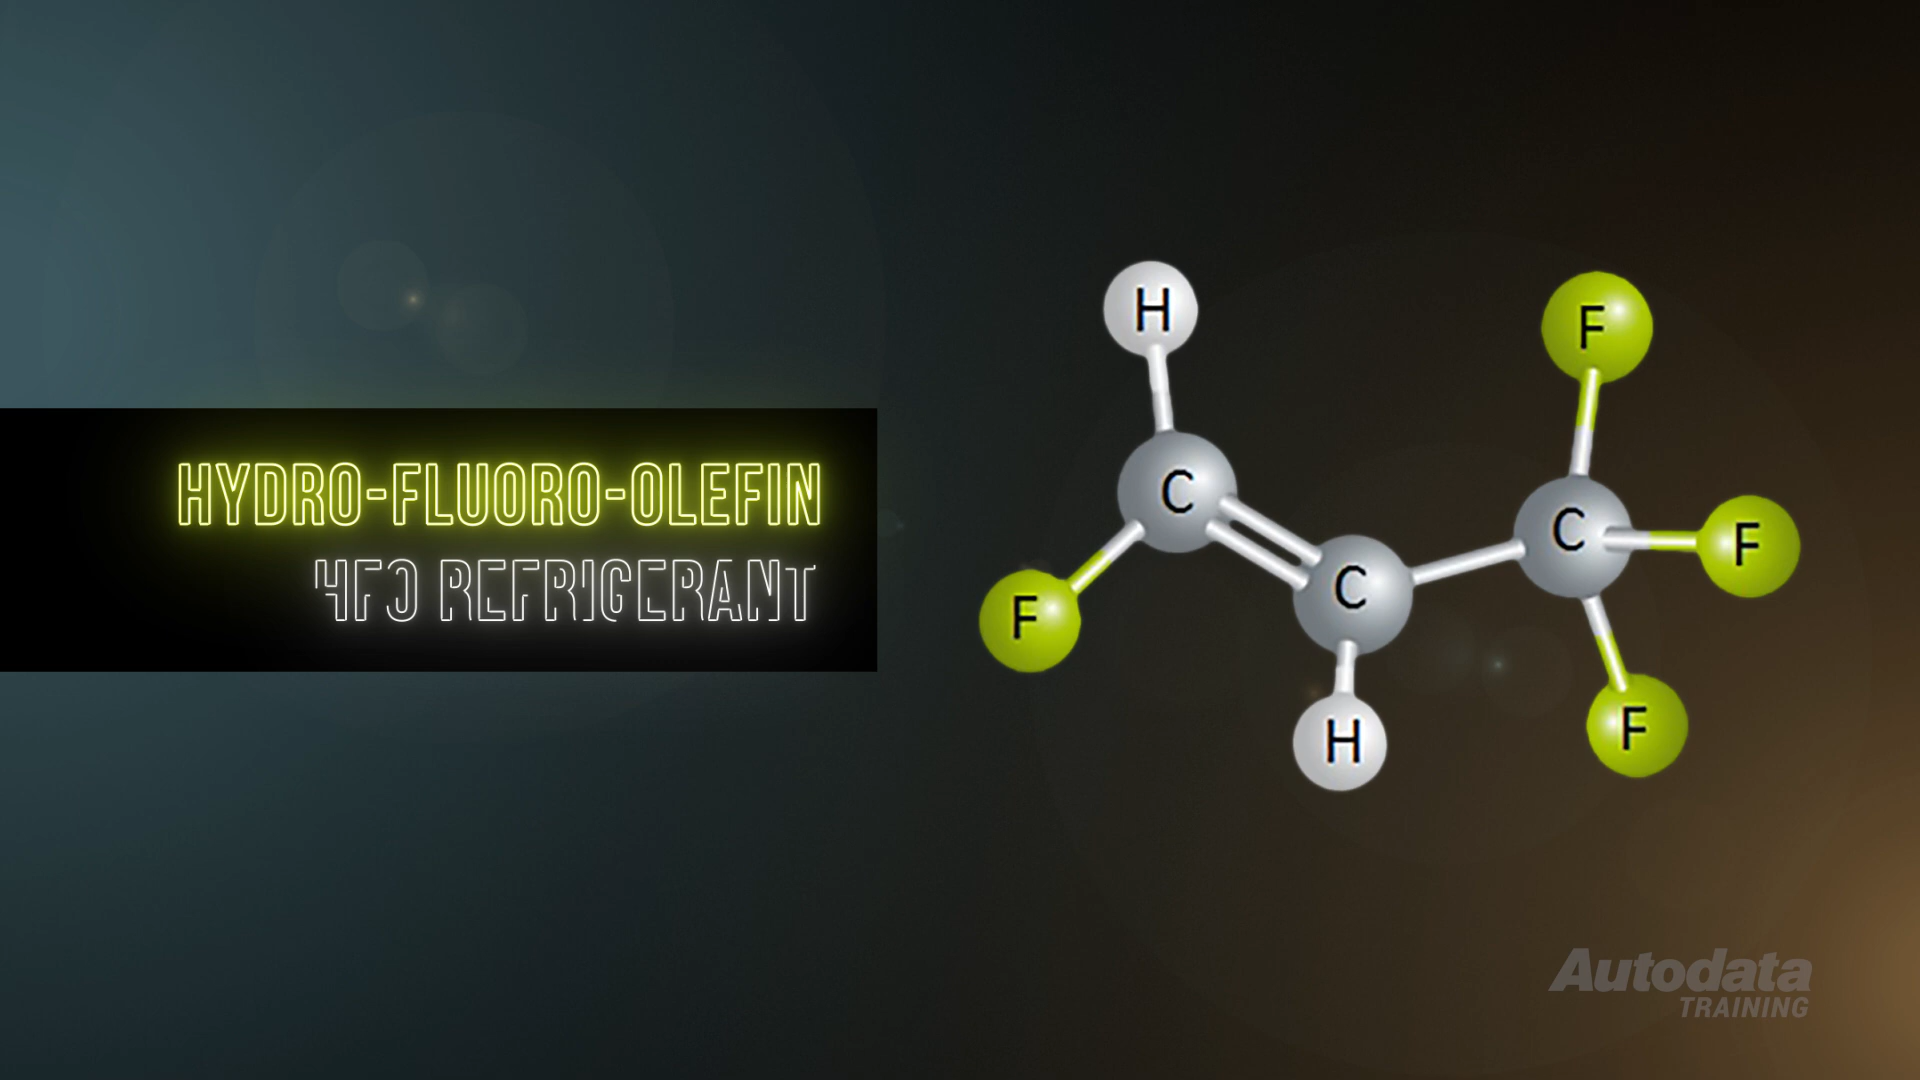 HYDRO-FLUORO-OLEFIN
HFO REFRIGERANT
H
F
C
F
C
C
F
H
F
Autodata
TRAINING